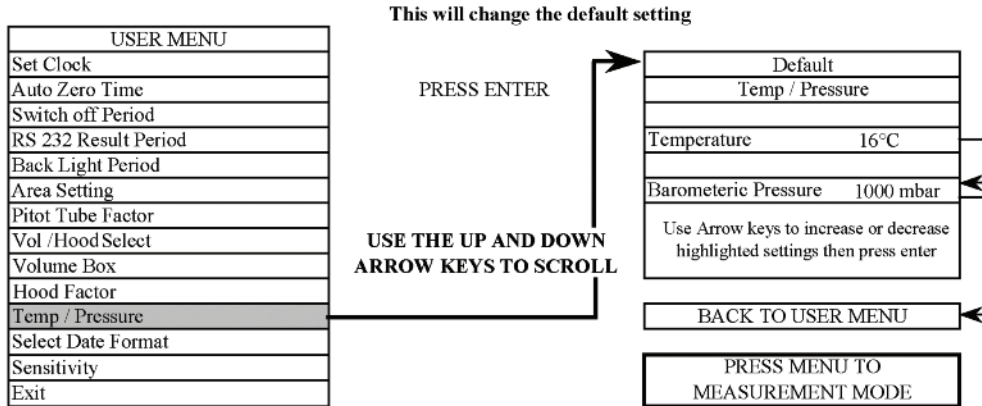 This will change the default setting
USER MENU
Set Clock
Auto Zero Time
Switch off Period
RS 232 Result Period
Back Light Period
Area Setting
Pitot Tube Factor
Vol /Hood Select
Volume Box
Hood Factor
Temp / Pressure
Select Date Format
Sensitivity
Exit
PRESS ENTER
USE THE UP AND DOWN
ARROW KEYS TO SCROLL
Default
Temp / Pressure
Temperature 16°C
Barometeric Pressure 1000 mbar
Use Arrow keys to increase or decrease
highlighted settings then press enter
BACK TO USER MENU
PRESS MENU TO
MEASUREMENT MODE